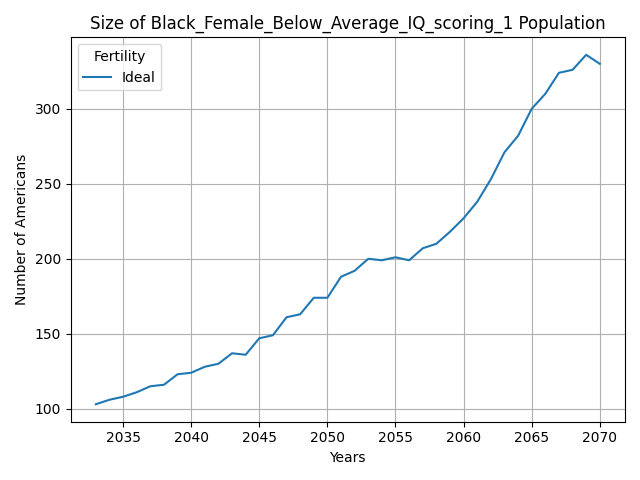 Size of Black_Female_Below_Average_IQ_scoring_1 Population
Fertility
Ideal
Number of Americans
300
250
200
150
100
2035 2040 2045 2050 2055 2060 2065 2070
Years